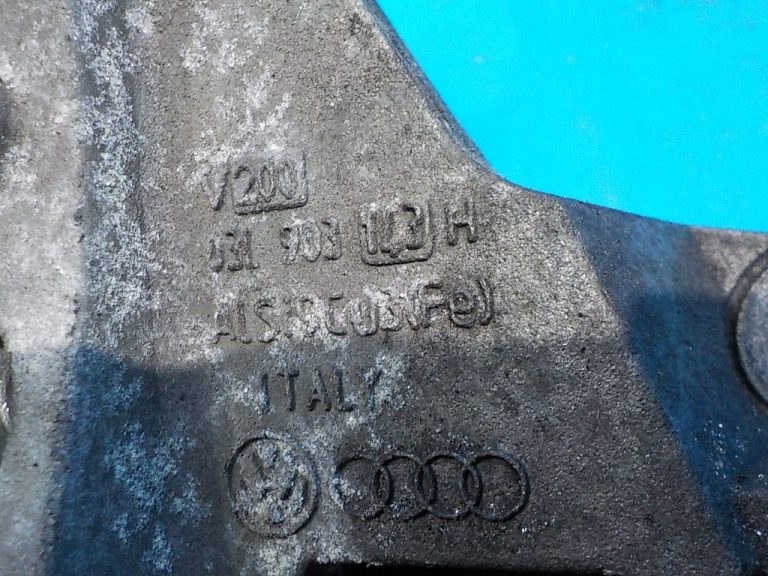 V200
03L 903 143 H
AlSi9Cu3(Fe)
ITALY